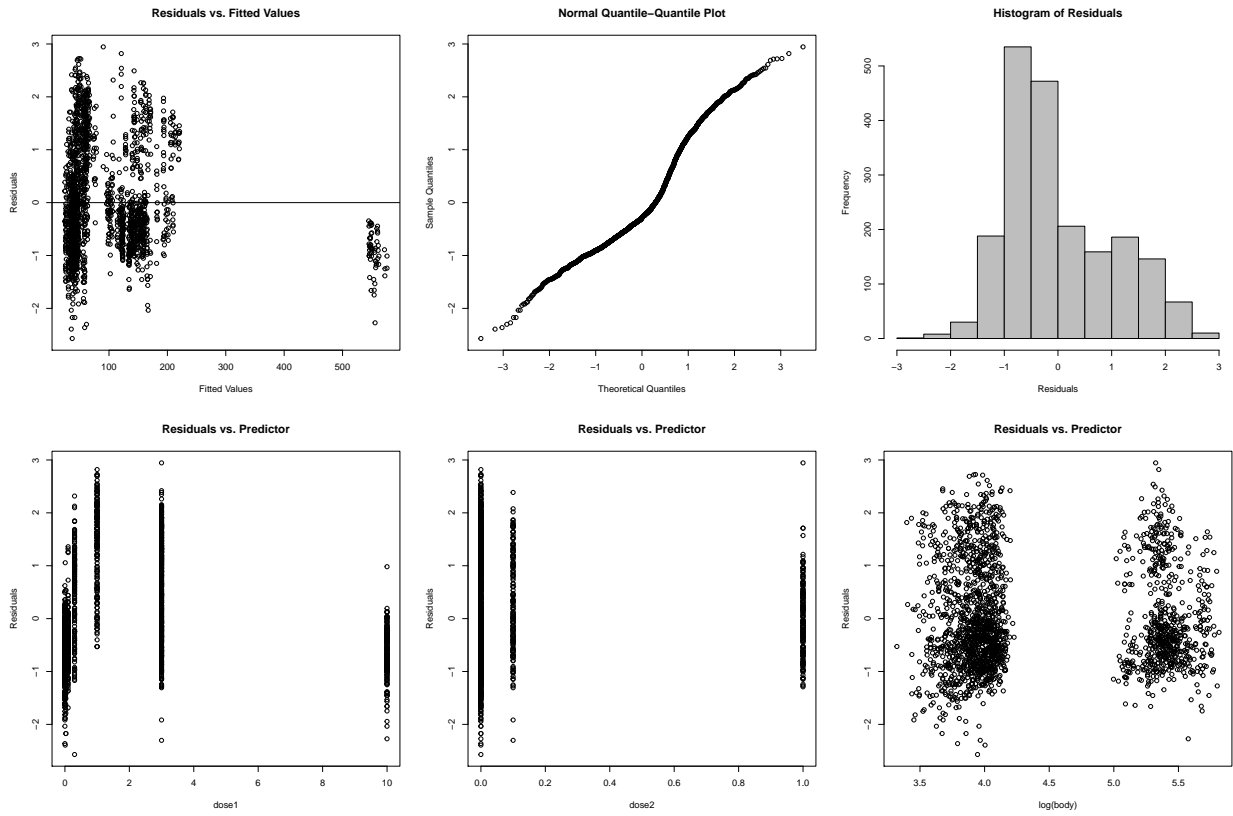 Residuals vs. Fitted Values
3
2
1
0
−1
−2
Residuals
100 200 300 400 500
Fitted Values
Normal Quantile−Quantile Plot
3
2
1
0
−1
−2
Sample Quantiles
−3 −2 −1 0 1 2 3
Theoretical Quantiles
Histogram of Residuals
500
400
300
200
100
0
Frequency
−3 −2 −1 0 1 2 3
Residuals
Residuals vs. Predictor
3
2
1
0
−1
−2
Residuals
0 2 4 6 8 10
dose1
Residuals vs. Predictor
3
2
1
0
−1
−2
Residuals
0.0 0.2 0.4 0.6 0.8 1.0
dose2
Residuals vs. Predictor
3
2
1
0
−1
−2
Residuals
3.5 4.0 4.5 5.0 5.5
log(body)